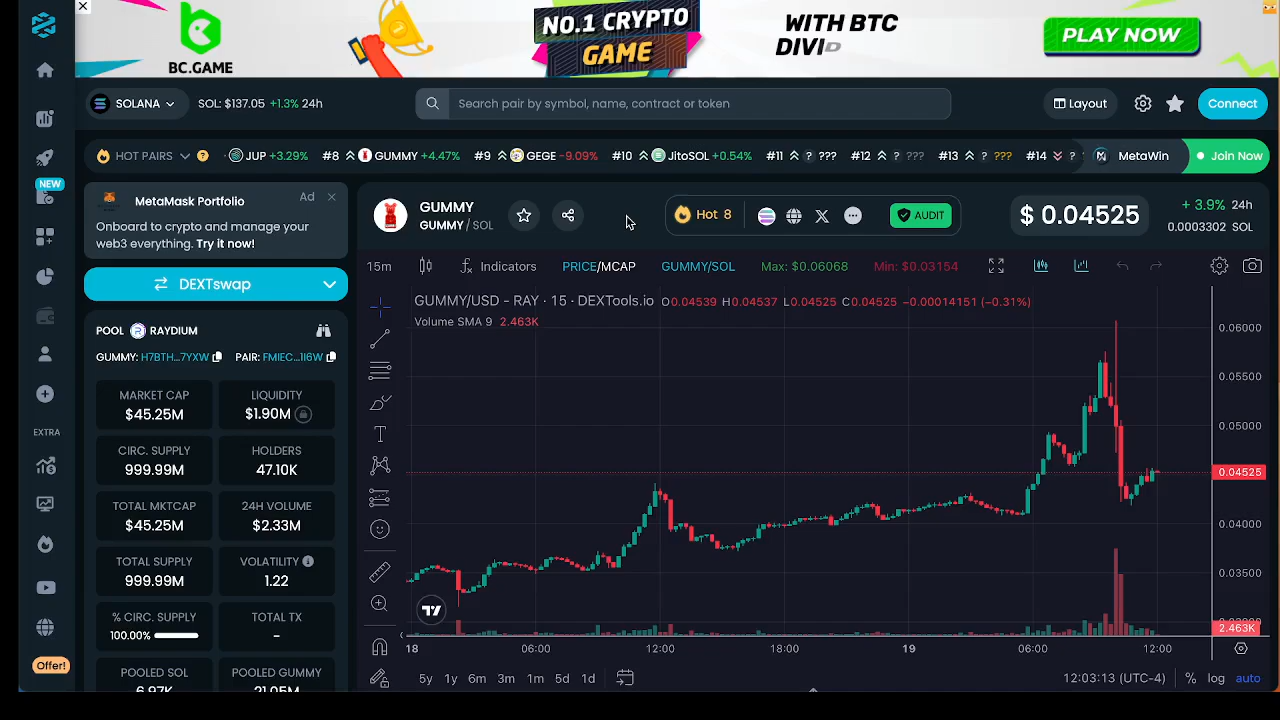 BC.GAME
NO.1 CRYPTO
GAME
WITH BTC
DIVID
PLAY NOW
SOLANA
SOL: $137.05 +1.3% 24h
Search pair by symbol, name, contract or token
Layout
Connect
HOT PAIRS
JUP +3.29%
#8 GUMMY +4.47%
#9 GEGE -9.09%
#10 JitoSOL +0.54%
#11 ? ???
#12 ? ???
#13 ? ???
#14 ?
MetaWin
Join Now
NEW
MetaMask Portfolio
Ad
Onboard to crypto and manage your
web3 everything. Try it now!
GUMMY
GUMMY / SOL
Hot 8
AUDIT
$ 0.04525
+ 3.9% 24h
0.0003302 SOL
DEXTswap
15m
Indicators
PRICE/MCAP
GUMMY/SOL
Max: $0.06068
Min: $0.03154
GUMMY/USD - RAY · 15 · DEXTools.io O0.04539 H0.04537 L0.04525 C0.04525 −0.00014151 (−0.31%)
Volume SMA 9 2.463K
POOL RAYDIUM
GUMMY: H7BTH...7YXW PAIR: FMIEC...II6W
MARKET CAP
$45.25M
LIQUIDITY
$1.90M
CIRC. SUPPLY
999.99M
HOLDERS
47.10K
TOTAL MKTCAP
$45.25M
24H VOLUME
$2.33M
TOTAL SUPPLY
999.99M
VOLATILITY
1.22
% CIRC. SUPPLY
100.00%
TOTAL TX
-
POOLED SOL
6.97K
POOLED GUMMY
21.05M
EXTRA
Offer!
0.06000
0.05500
0.05000
0.04525
0.04000
0.03500
2.463K
18
06:00
12:00
18:00
19
06:00
12:00
5y 1y 6m 3m 1m 5d 1d
12:03:13 (UTC-4)
% log auto